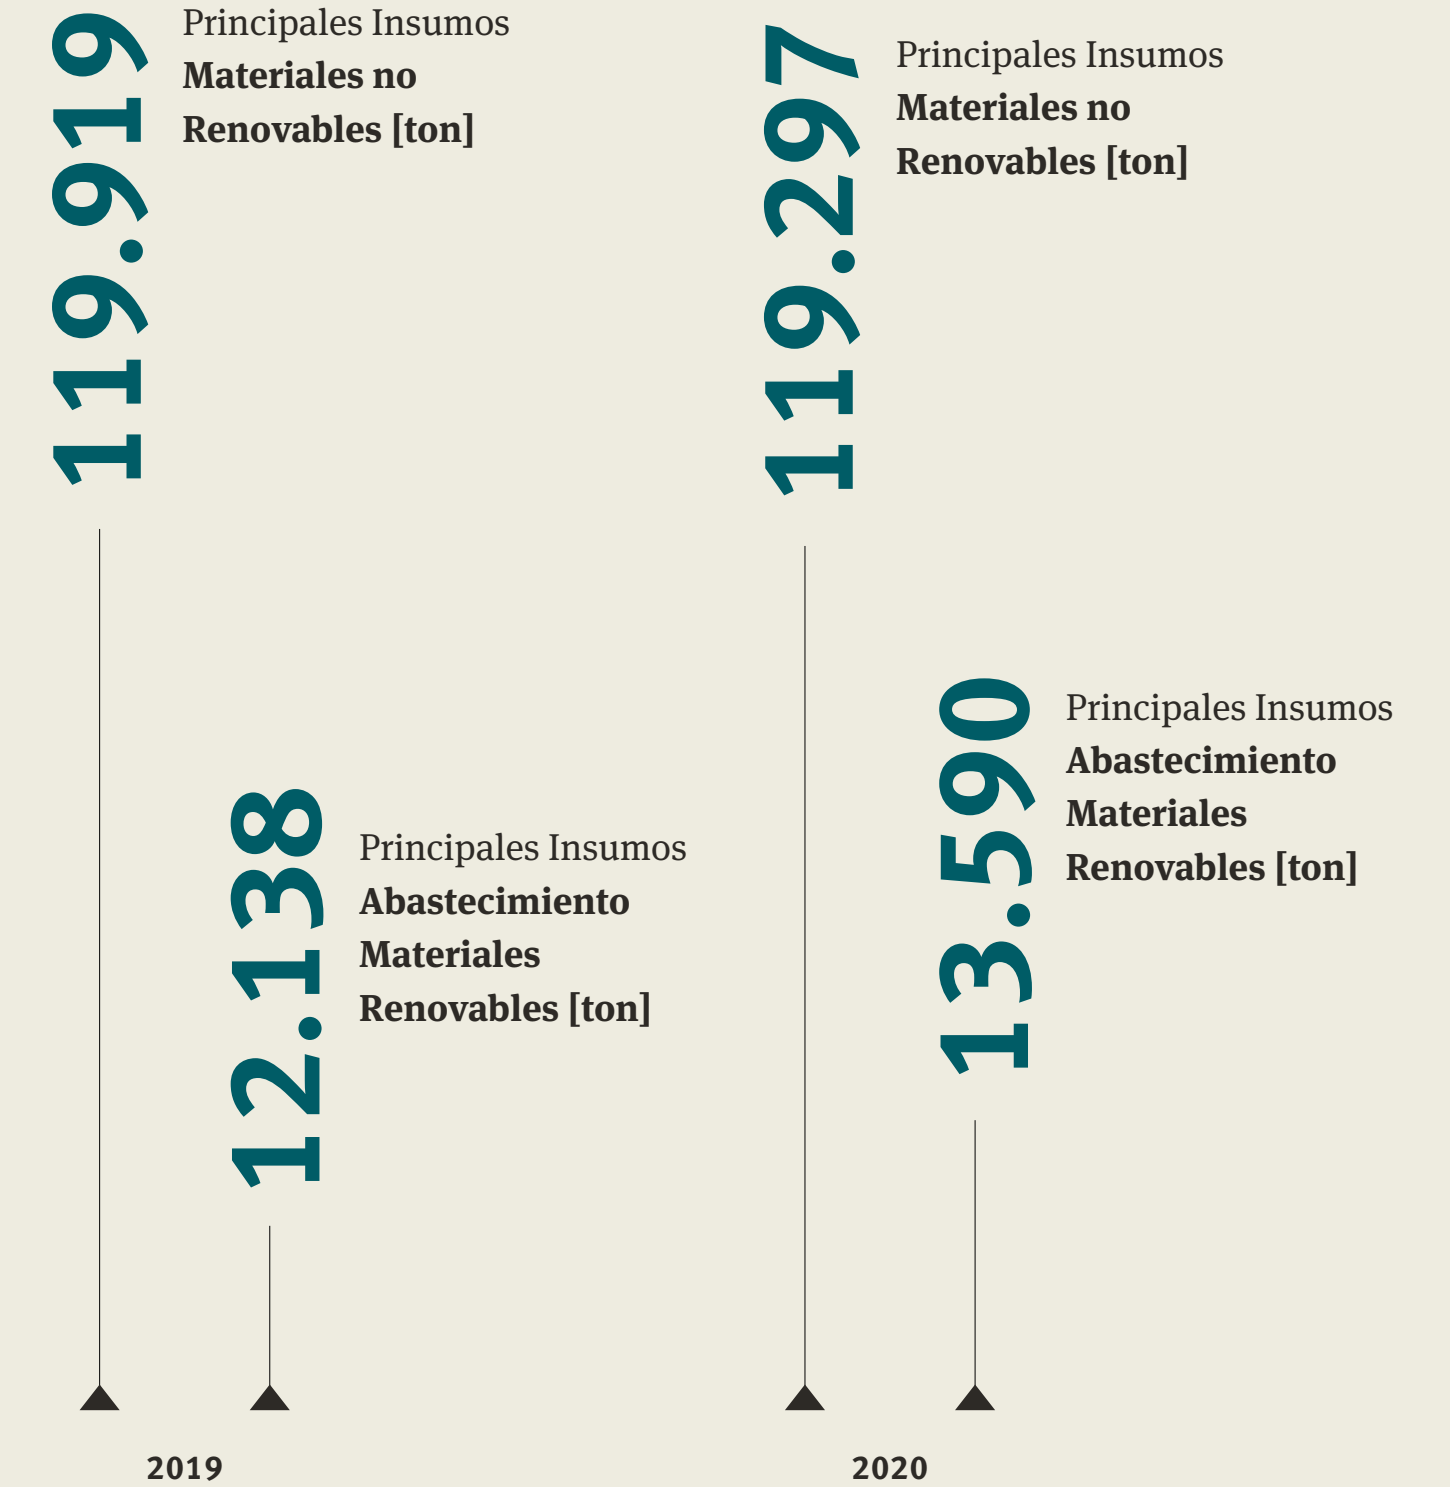 119.919
Principales Insumos
Materiales no
Renovables [ton]
12.138
Principales Insumos
Abastecimiento
Materiales
Renovables [ton]
2019
119.297
Principales Insumos
Materiales no
Renovables [ton]
13.590
Principales Insumos
Abastecimiento
Materiales
Renovables [ton]
2020